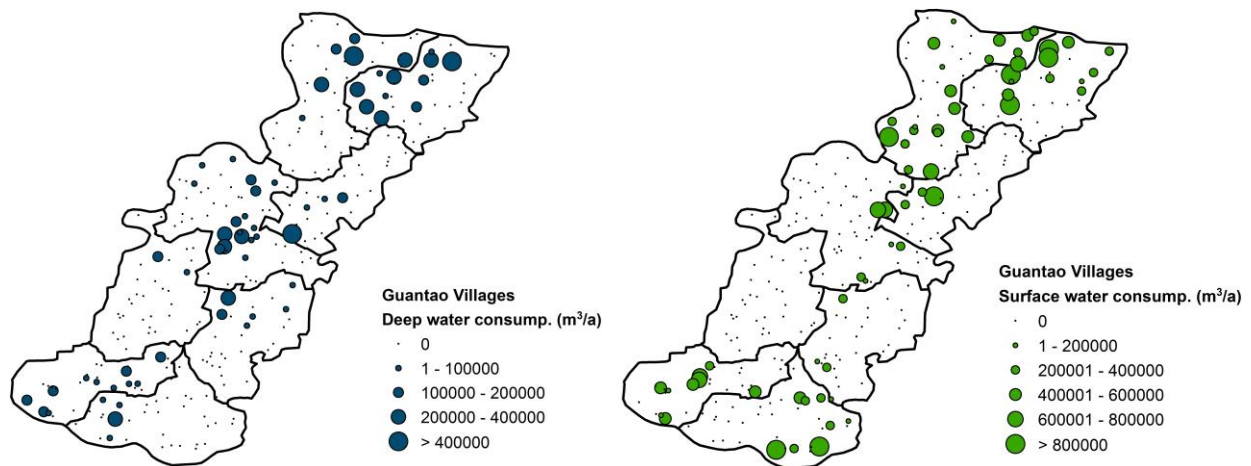 Guantao Villages
Deep water consump. (m³/a)
0
1 - 100000
100000 - 200000
200000 - 400000
> 400000
Guantao Villages
Surface water consump. (m³/a)
0
1 - 200000
200001 - 400000
400001 - 600000
600001 - 800000
> 800000